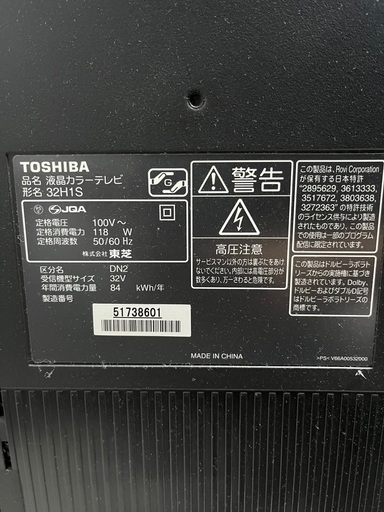 TOSHIBA
品名 液晶カラーテレビ
形名 32H1S
JQA
定格電圧 100V～
定格消費電力 118 W
定格周波数 50/60 Hz
株式会社 東芝
区分名 DN2
受信機型サイズ 32V
年間消費電力量 84 kWh/年
製造番号
51738601
G
警告
高圧注意
サービスマン以外の方は裏ぶたをあけ
ないでください。内部には高電圧部分が
数多くあり、万一さわると危険です。
MADE IN CHINA
この製品は、Rovi Corporation
が保有する日本特許
"2895629, 3613333,
3517672, 3803638,
3272363" の特許技術
のライセンス供与により製造
されたものであり、この製品
での使用は一部のプログラム
配信に限定されています。
ドルビーラボラトリーズからの実施権に基づき
製造されています。Dolby、
ドルビーおよびダブルD記号
はドルビーラボラトリーズの
商標です。
>PS< V66A00532000